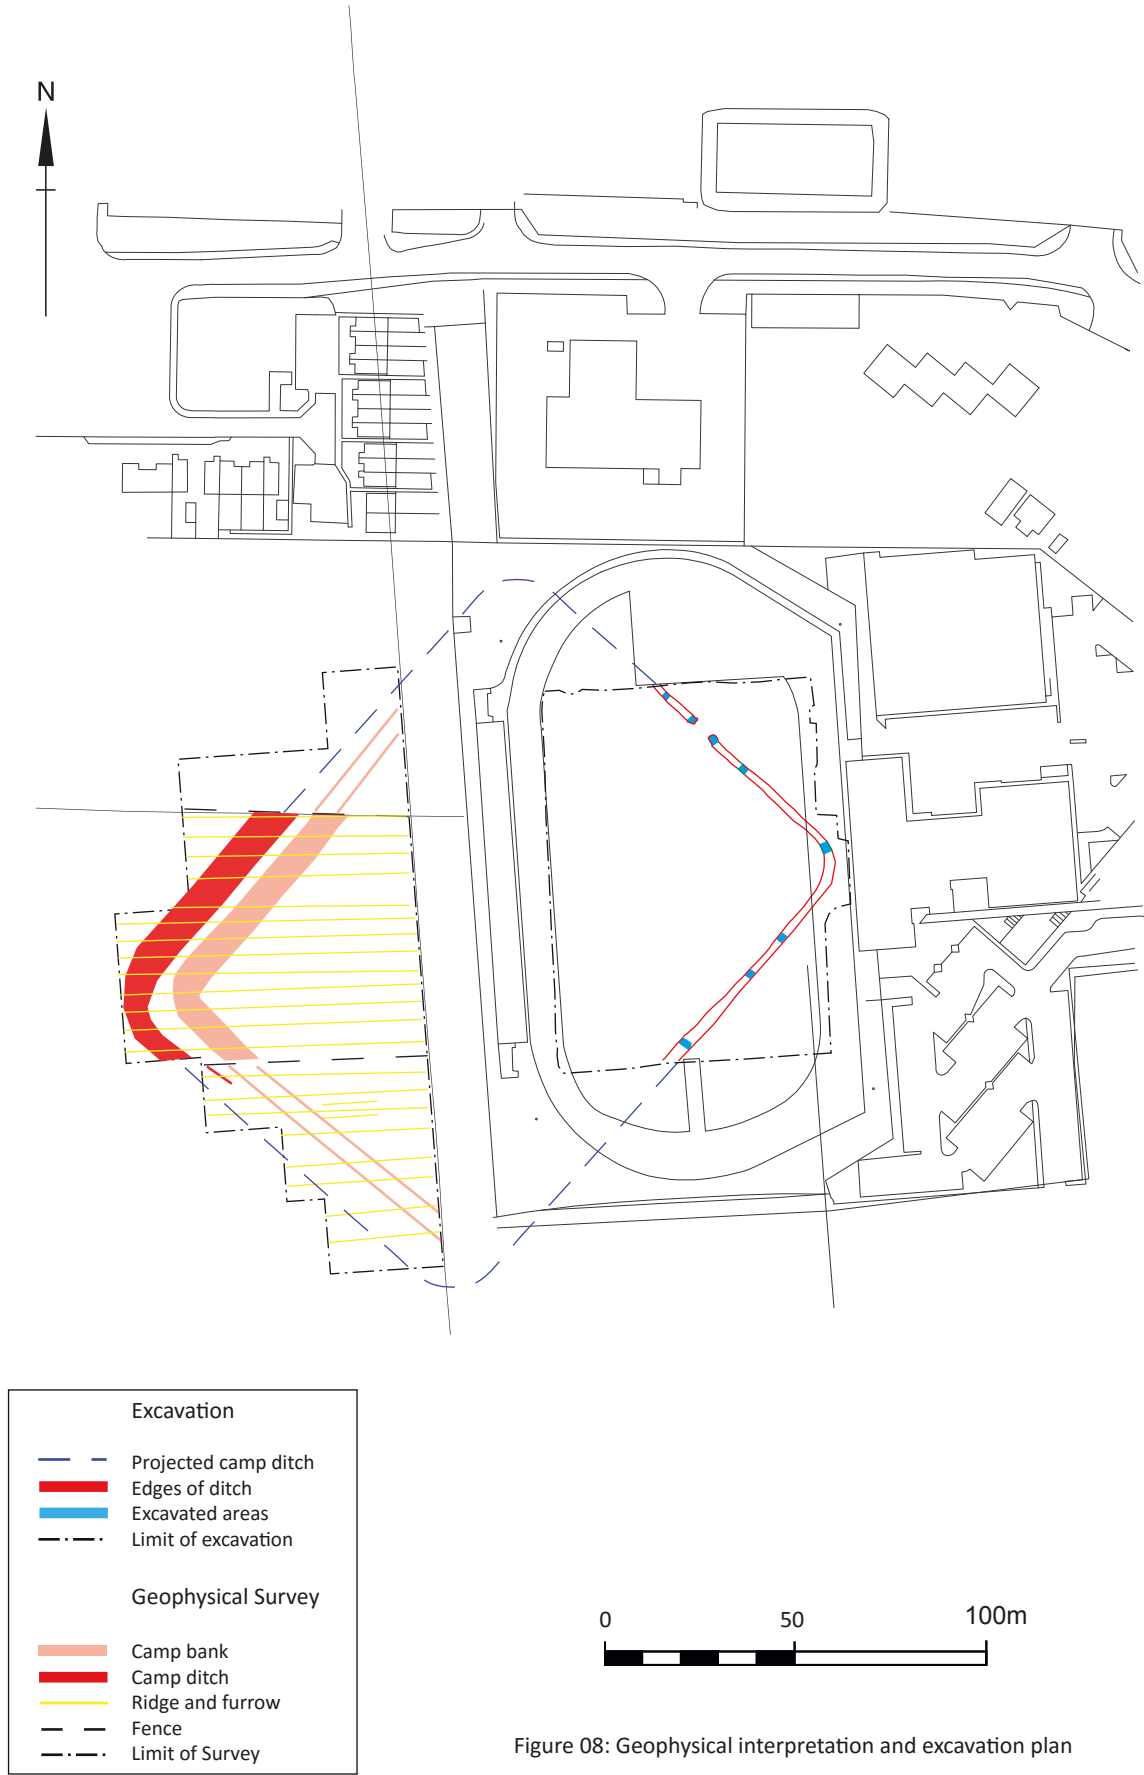 N
Excavation
Projected camp ditch
Edges of ditch
Excavated areas
Limit of excavation
Geophysical Survey
Camp bank
Camp ditch
Ridge and furrow
Fence
Limit of Survey
0 50 100m
Figure 08: Geophysical interpretation and excavation plan